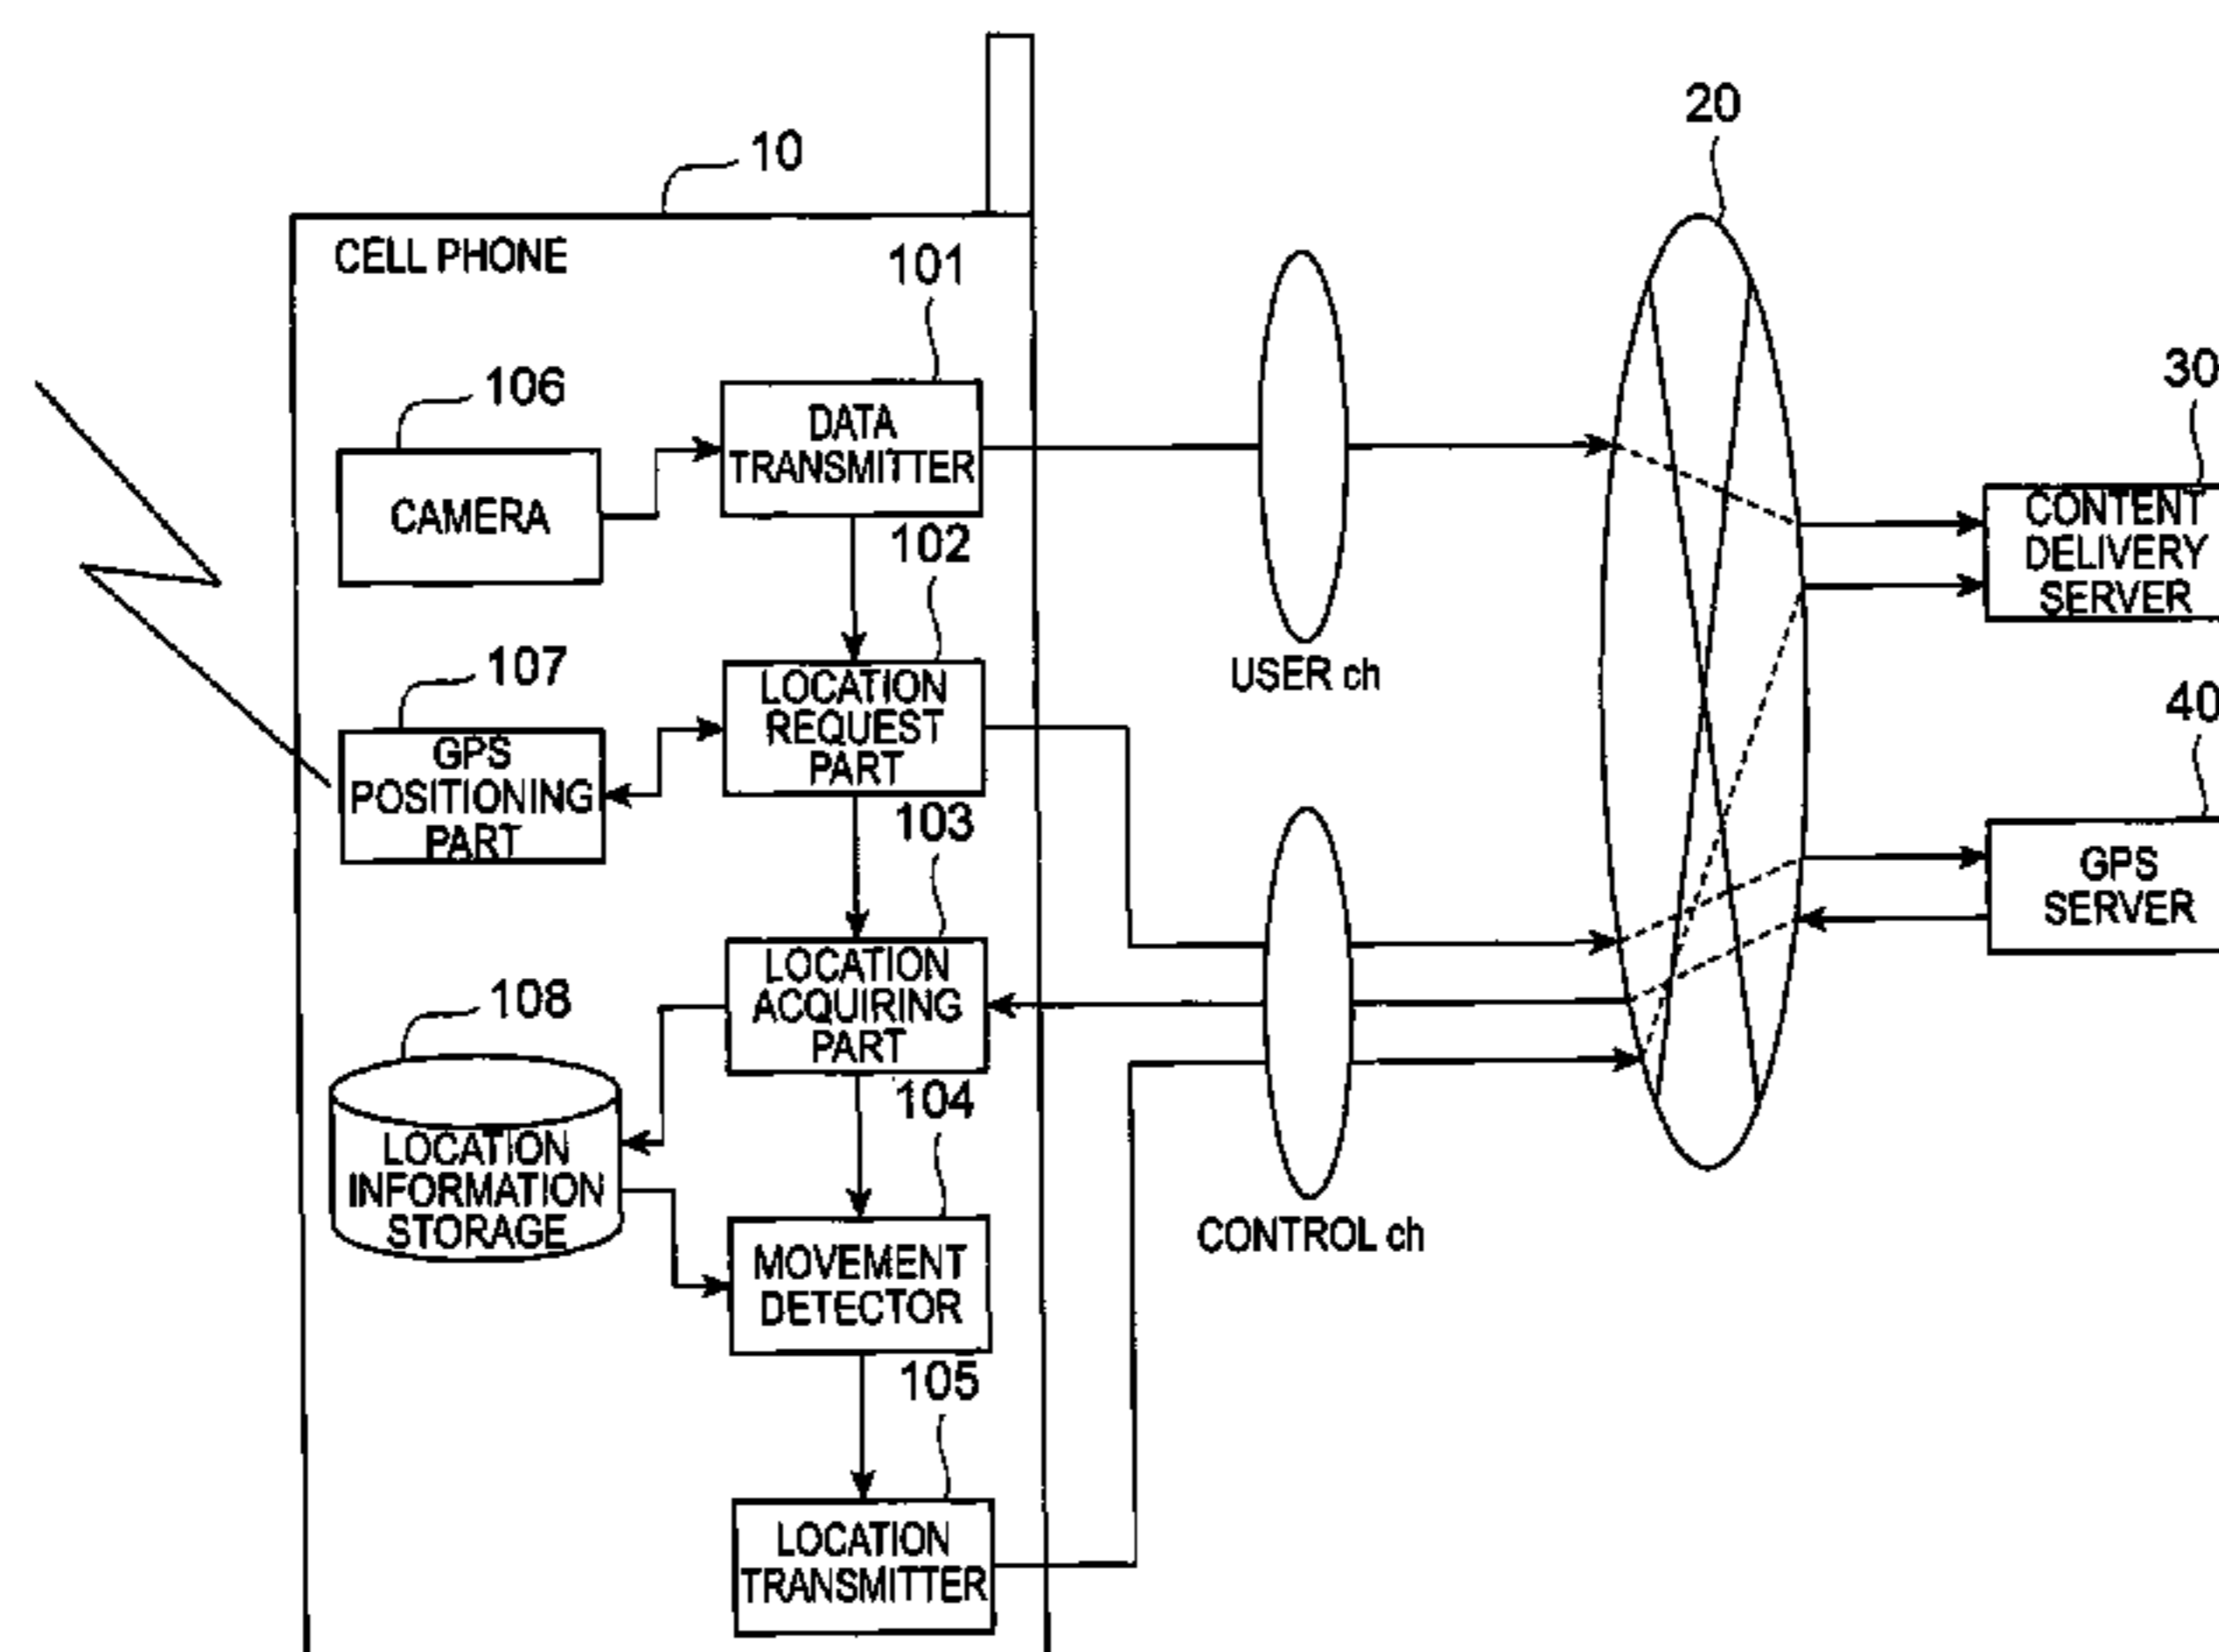 20
10
CELL PHONE
101
30
106
DATA
TRANSMITTER
CAMERA
CONTENT
DELIVERY
SERVER
102
107
LOCATION
REQUEST
PART
USER ch
40
GPS
POSITIONING
PART
103
GPS
SERVER
108
LOCATION
ACQUIRING
PART
104
LOCATION
INFORMATION
STORAGE
CONTROL ch
MOVEMENT
DETECTOR
105
LOCATION
TRANSMITTER